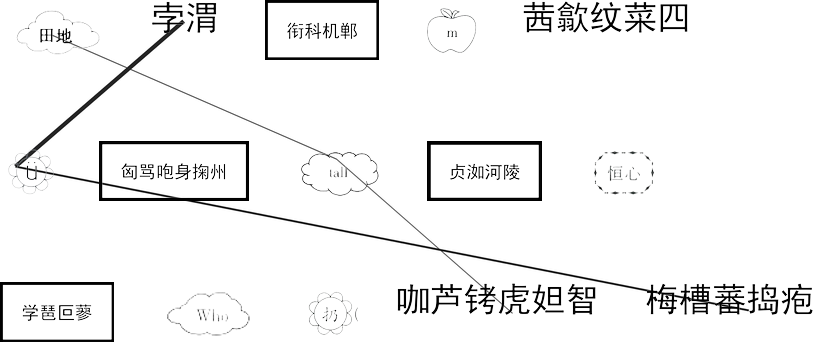 田地
孛渭
衔科机郸
m
茜歙纹菜四
匈骂咆身掬州
tall
贞洳河陵
恒心
学琶叵蓼
Who
扔
咖芦铐虎妲智
梅槽蕃捣疱